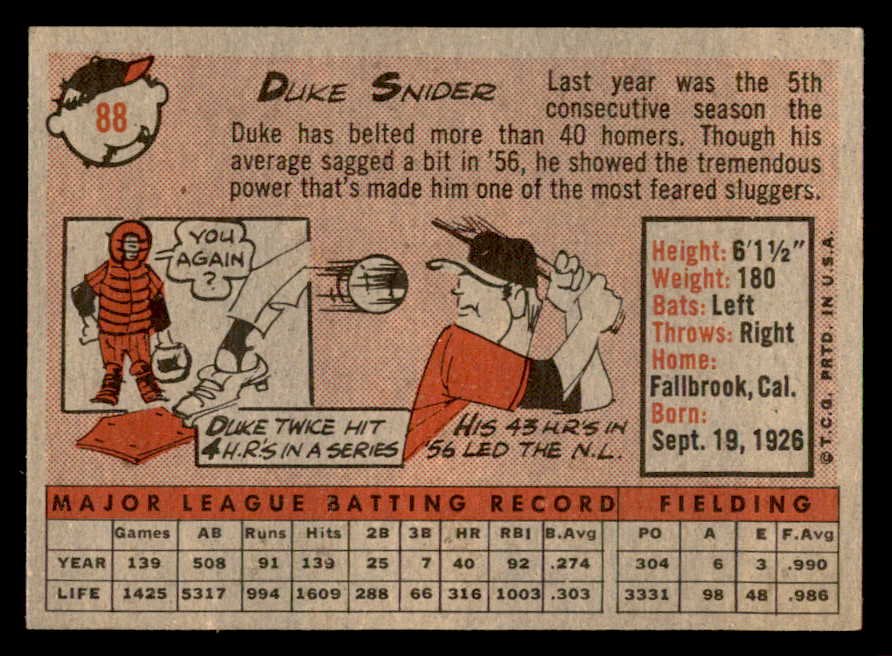 88
DUKE SNIDER
Last year was the 5th
consecutive season the
Duke has belted more than 40 homers. Though his
average sagged a bit in '56, he showed the tremendous
power that's made him one of the most feared sluggers.
YOU
AGAIN
?
DUKE TWICE HIT
4 H.R.'S IN A SERIES
HIS 43 H.R.'S IN
'56 LED THE N.L.
Height: 6'1½"
Weight: 180
Bats: Left
Throws: Right
Home:
Fallbrook, Cal.
Born:
Sept. 19, 1926
© T.C.G. PRTD. IN U.S.A.
MAJOR LEAGUE BATTING RECORD FIELDING
Games AB Runs Hits 2B 3B HR RBI B.Avg PO A E F.Avg
YEAR 139 508 91 139 25 7 40 92 .274 304 6 3 .990
LIFE 1425 5317 994 1609 288 66 316 1003 .303 3331 98 48 .986